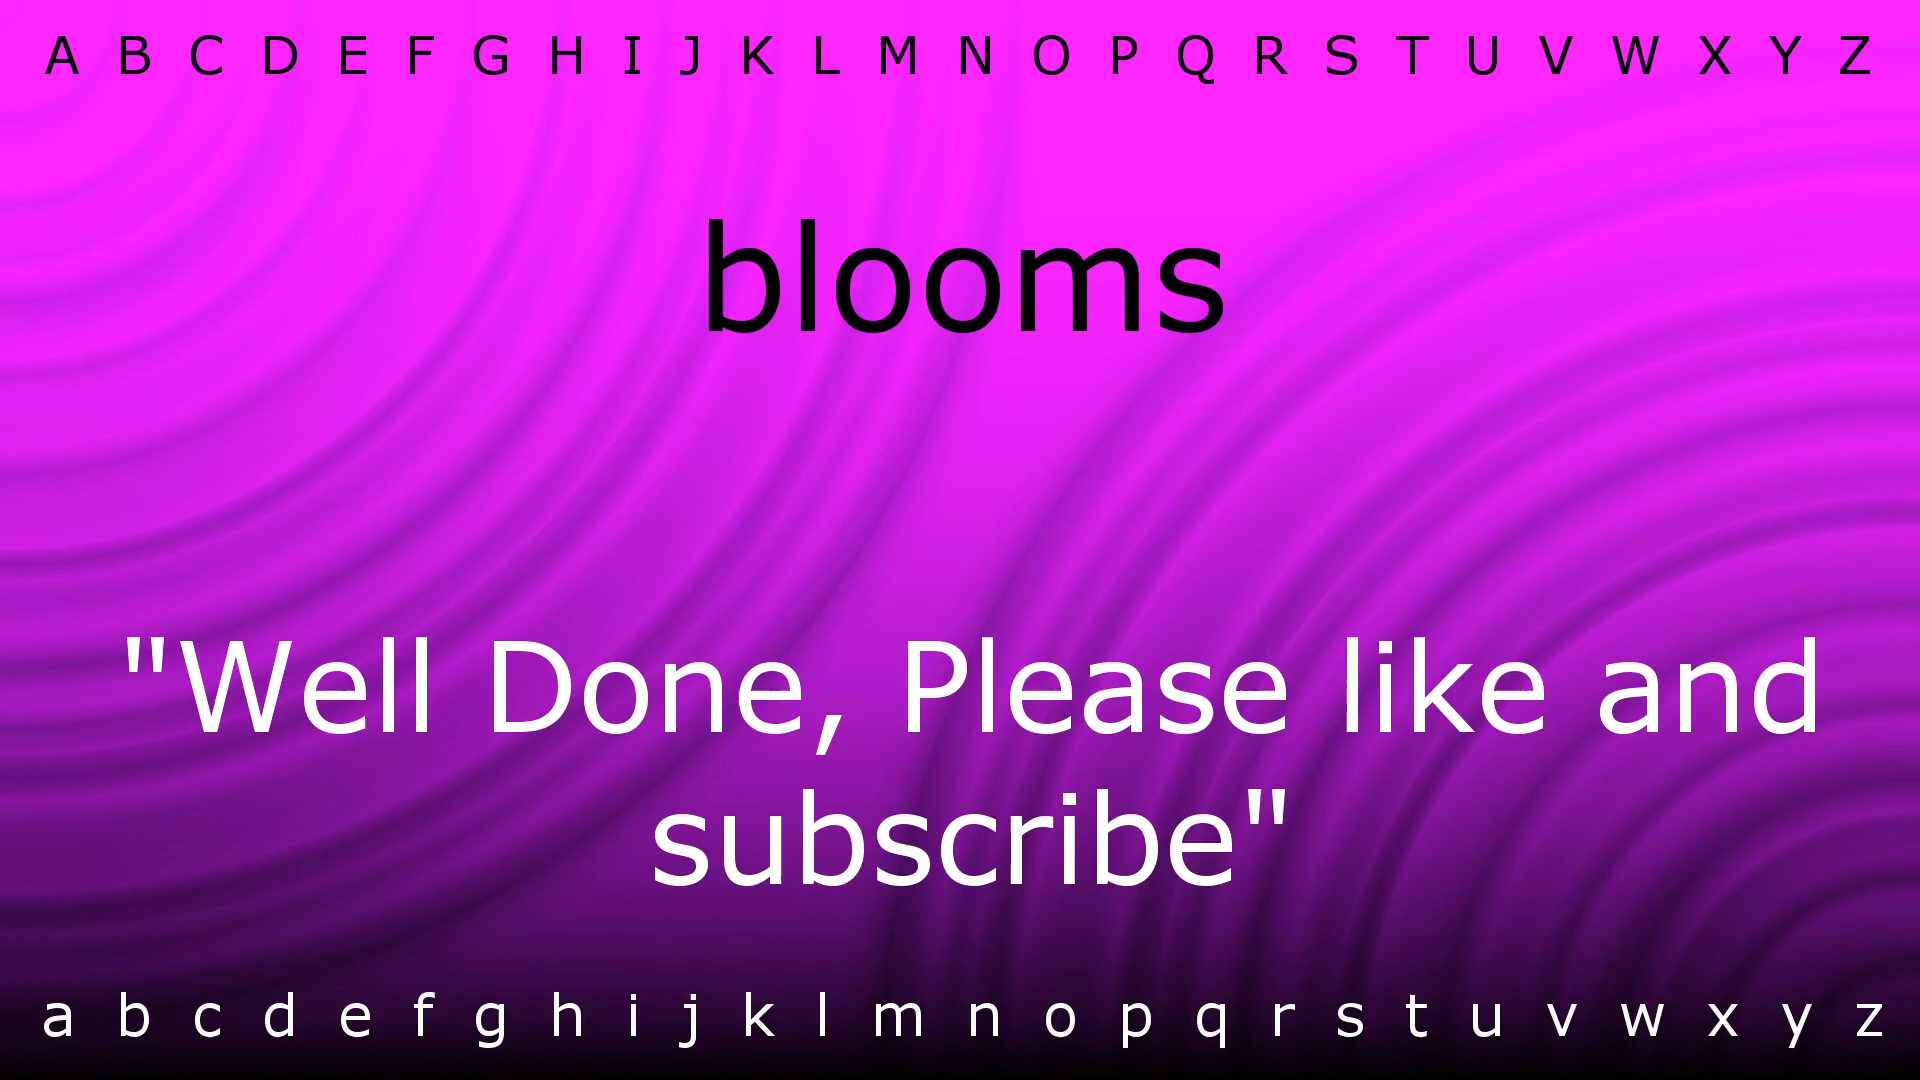 A B C D E F G H I J K L M N O P Q R S T U V W X Y Z
blooms
"Well Done, Please like and
subscribe"
a b c d e f g h i j k l m n o p q r s t u v w x y z